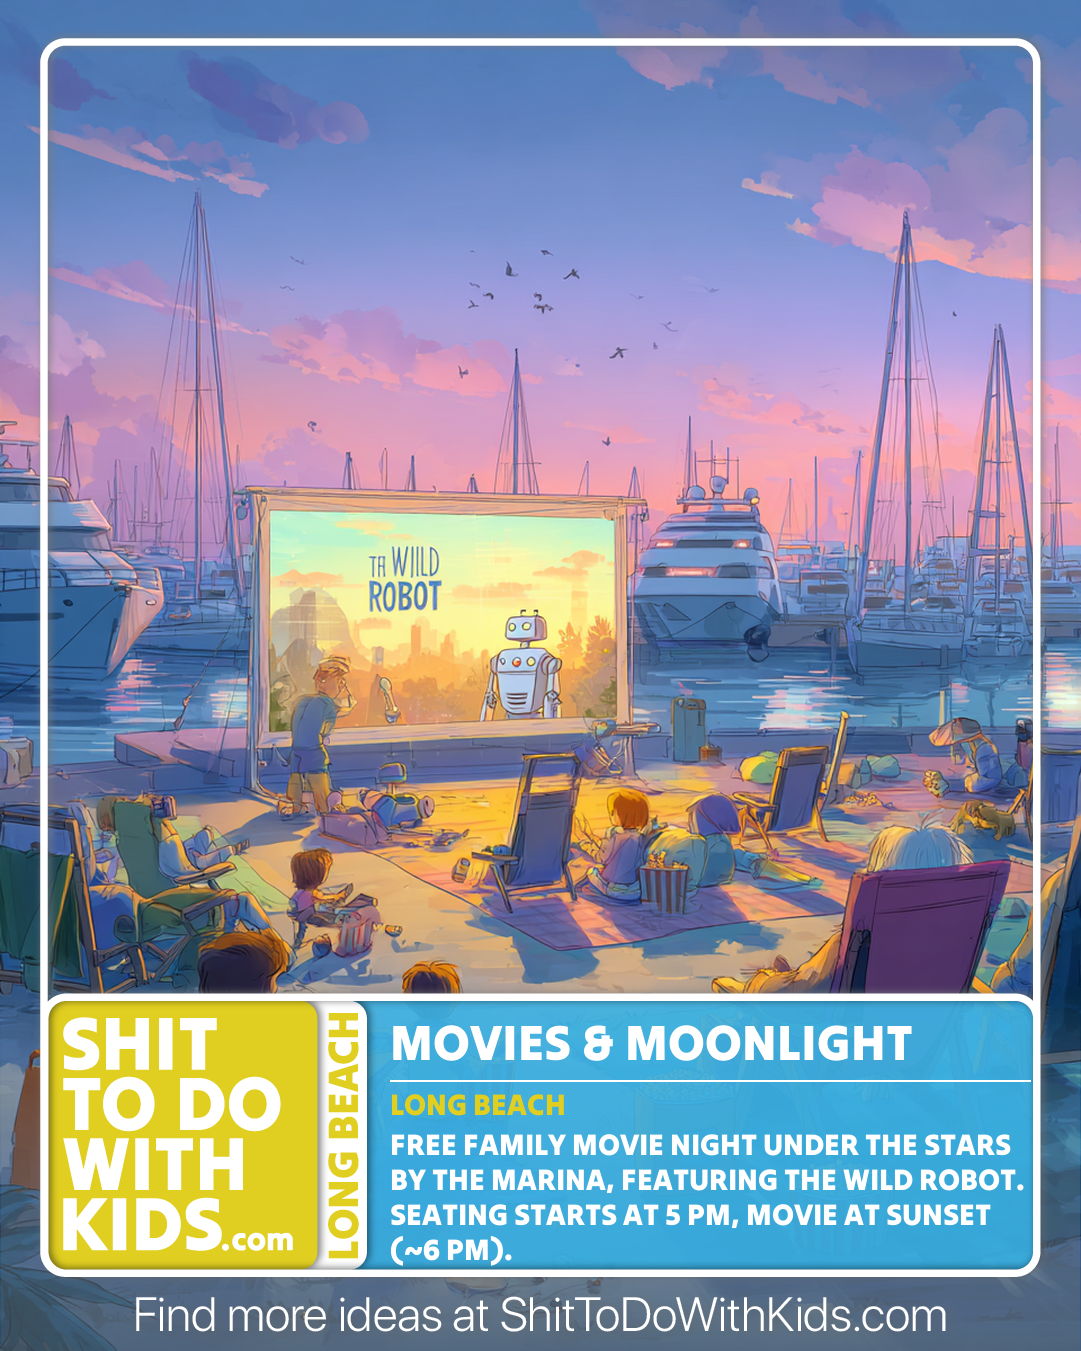 TH WIILD
ROBOT
SHIT
TO DO
WITH
KIDS.com
LONG BEACH
MOVIES & MOONLIGHT
LONG BEACH
FREE FAMILY MOVIE NIGHT UNDER THE STARS
BY THE MARINA, FEATURING THE WILD ROBOT.
SEATING STARTS AT 5 PM, MOVIE AT SUNSET
(~6 PM).
Find more ideas at ShitToDoWithKids.com